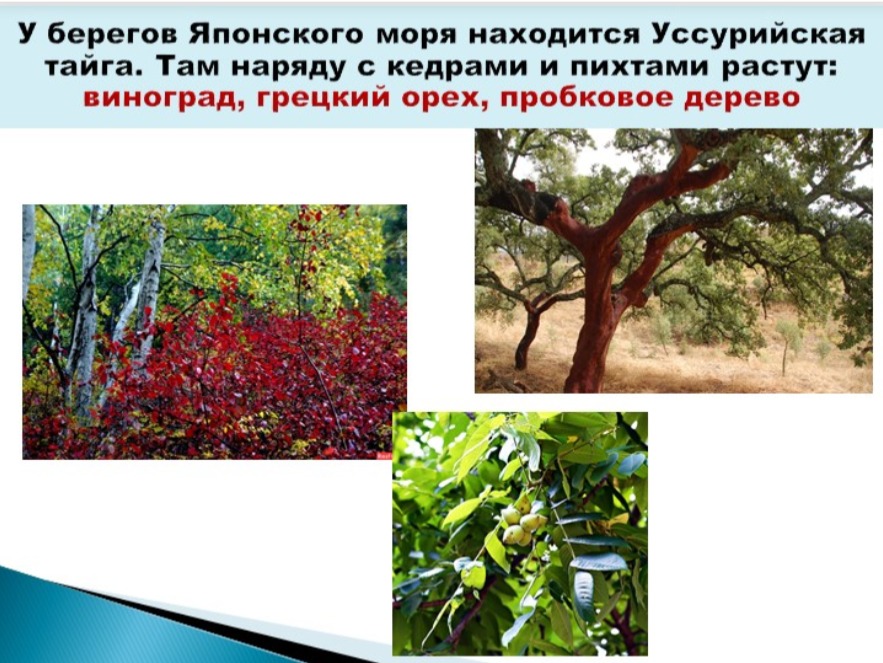 У берегов Японского моря находится Уссурийская
тайга. Там наряду с кедрами и пихтами растут:
виноград, грецкий орех, пробковое дерево